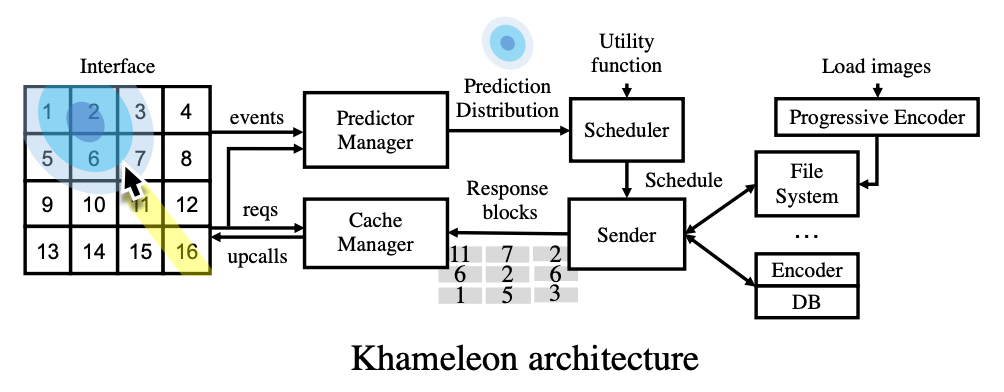 Interface
1 2 3 4
5 6 7 8
9 10 11 12
13 14 15 16
events
reqs
upcalls
Predictor
Manager
Cache
Manager
Prediction
Distribution
Utility
function
Scheduler
Schedule
Response
blocks
Sender
11 7 2
6 2 6
1 5 3
Load images
Progressive Encoder
File
System
...
Encoder
DB
Khameleon architecture